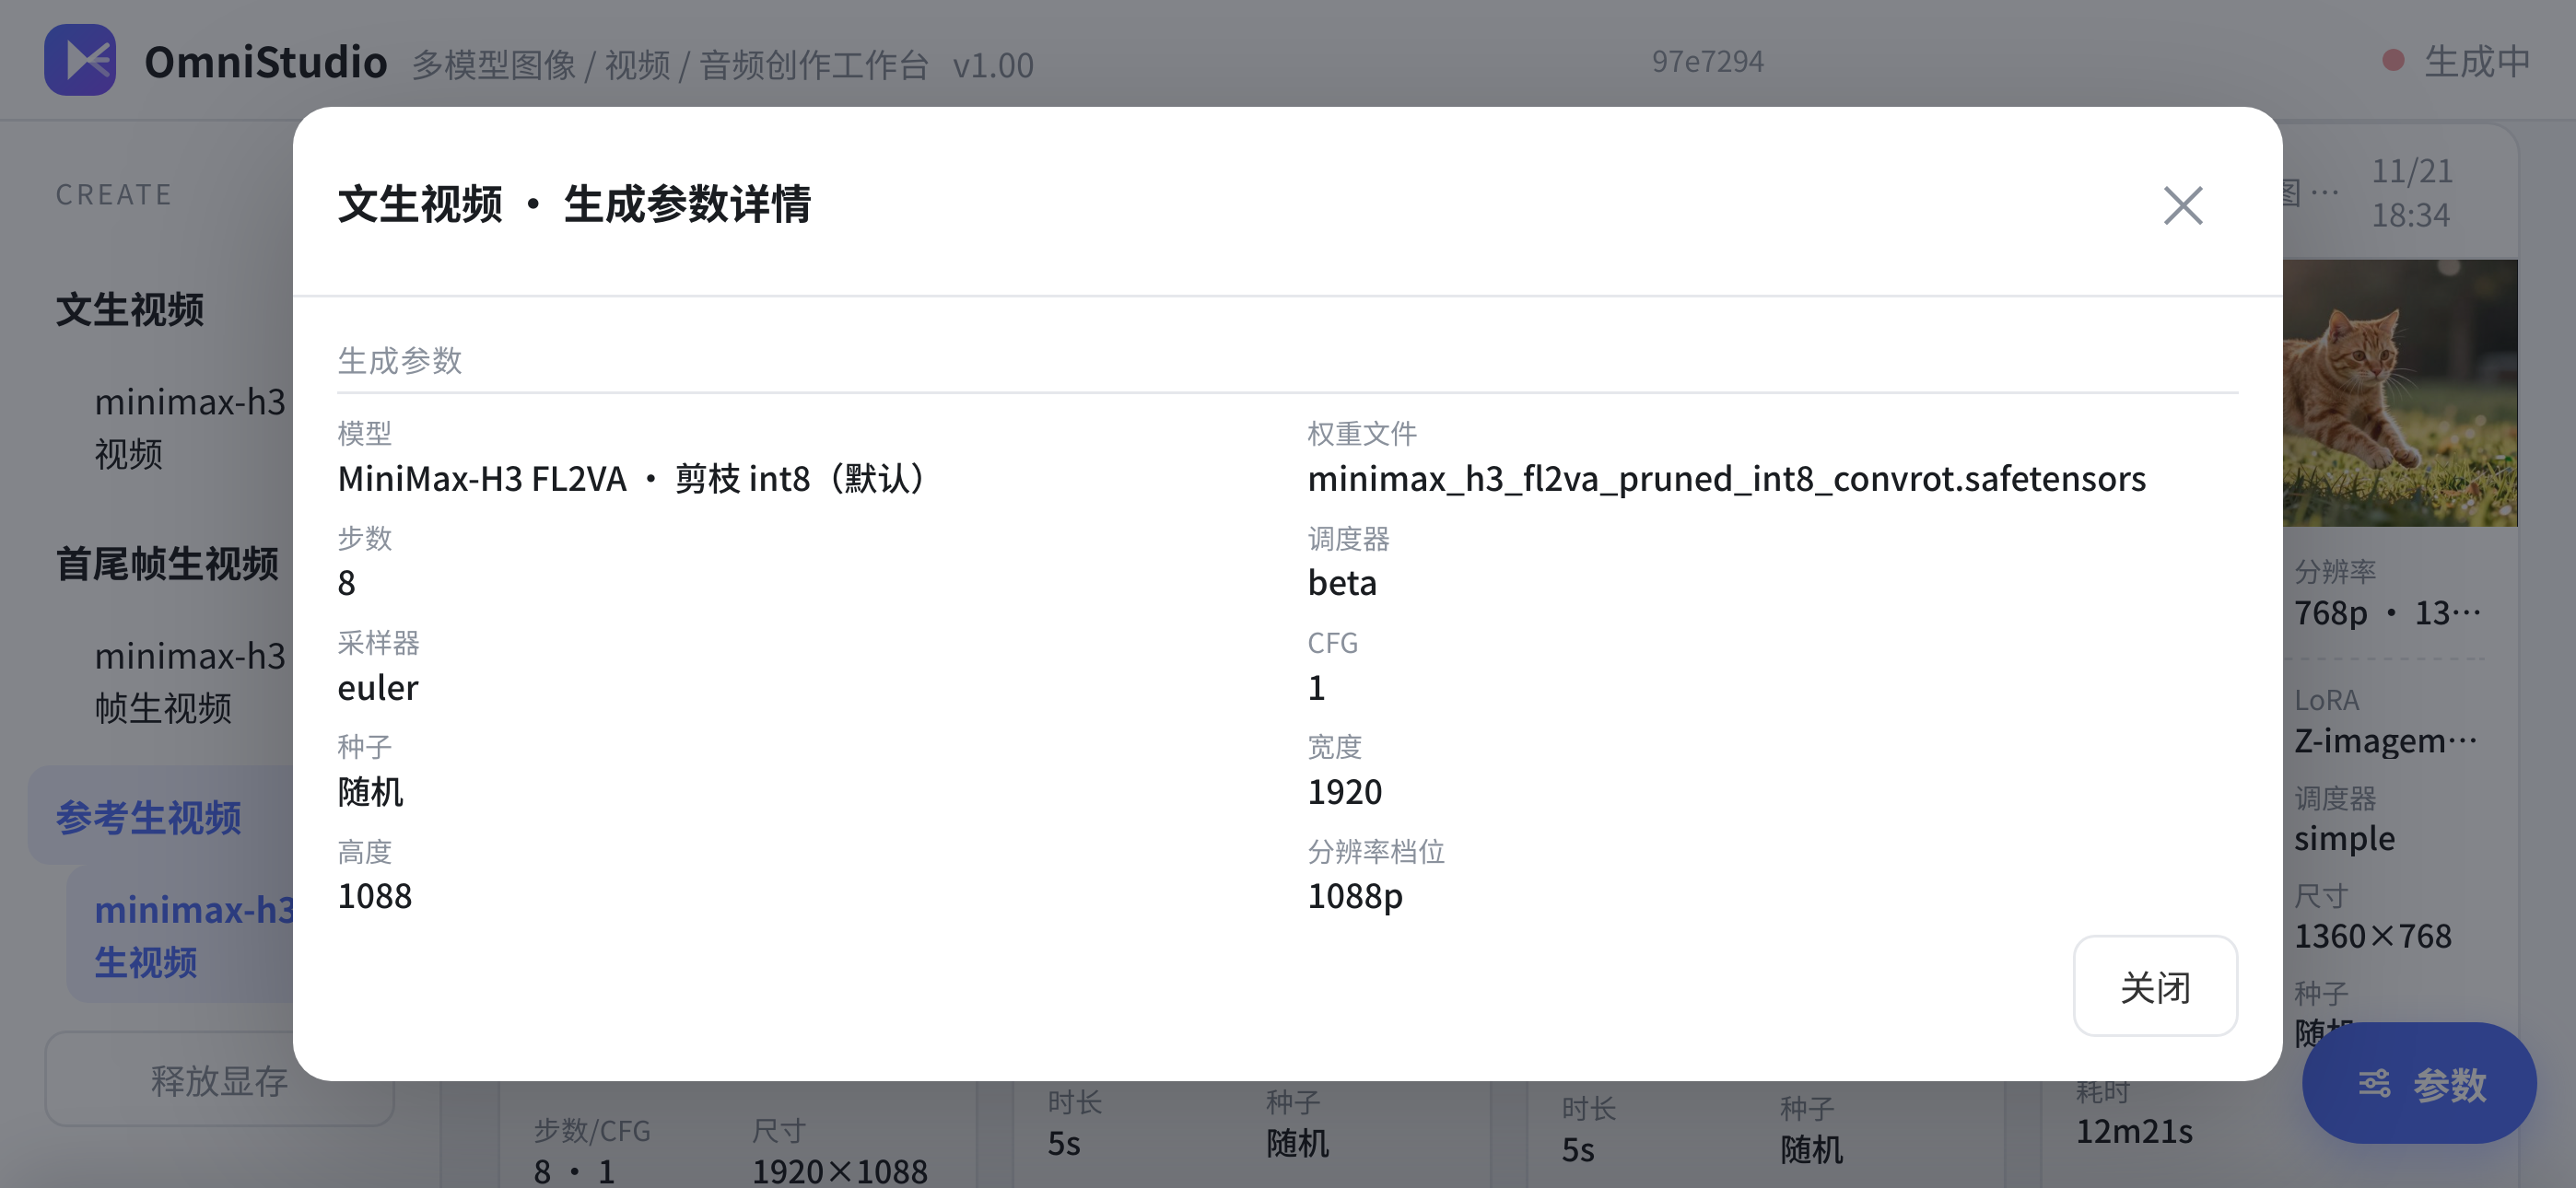 OmniStudio 多模型图像 / 视频 / 音频创作工作台 v1.00
97e7294
生成中
CREATE
文生视频
minimax-h3
视频
首尾帧生视频
minimax-h3
帧生视频
参考生视频
minimax-h3
生视频
释放显存
文生视频 · 生成参数详情
生成参数
模型
MiniMax-H3 FL2VA · 剪枝 int8（默认）
权重文件
minimax_h3_fl2va_pruned_int8_convrot.safetensors
步数
8
调度器
beta
采样器
euler
CFG
1
种子
随机
宽度
1920
高度
1088
分辨率档位
1088p
关闭
图 ...
11/21
18:34
分辨率
768p · 13...
LoRA
Z-imagem...
调度器
simple
尺寸
1360×768
种子
随机
参数
步数/CFG
8 · 1
尺寸
1920×1088
时长
5s
种子
随机
时长
5s
种子
随机
耗时
12m21s